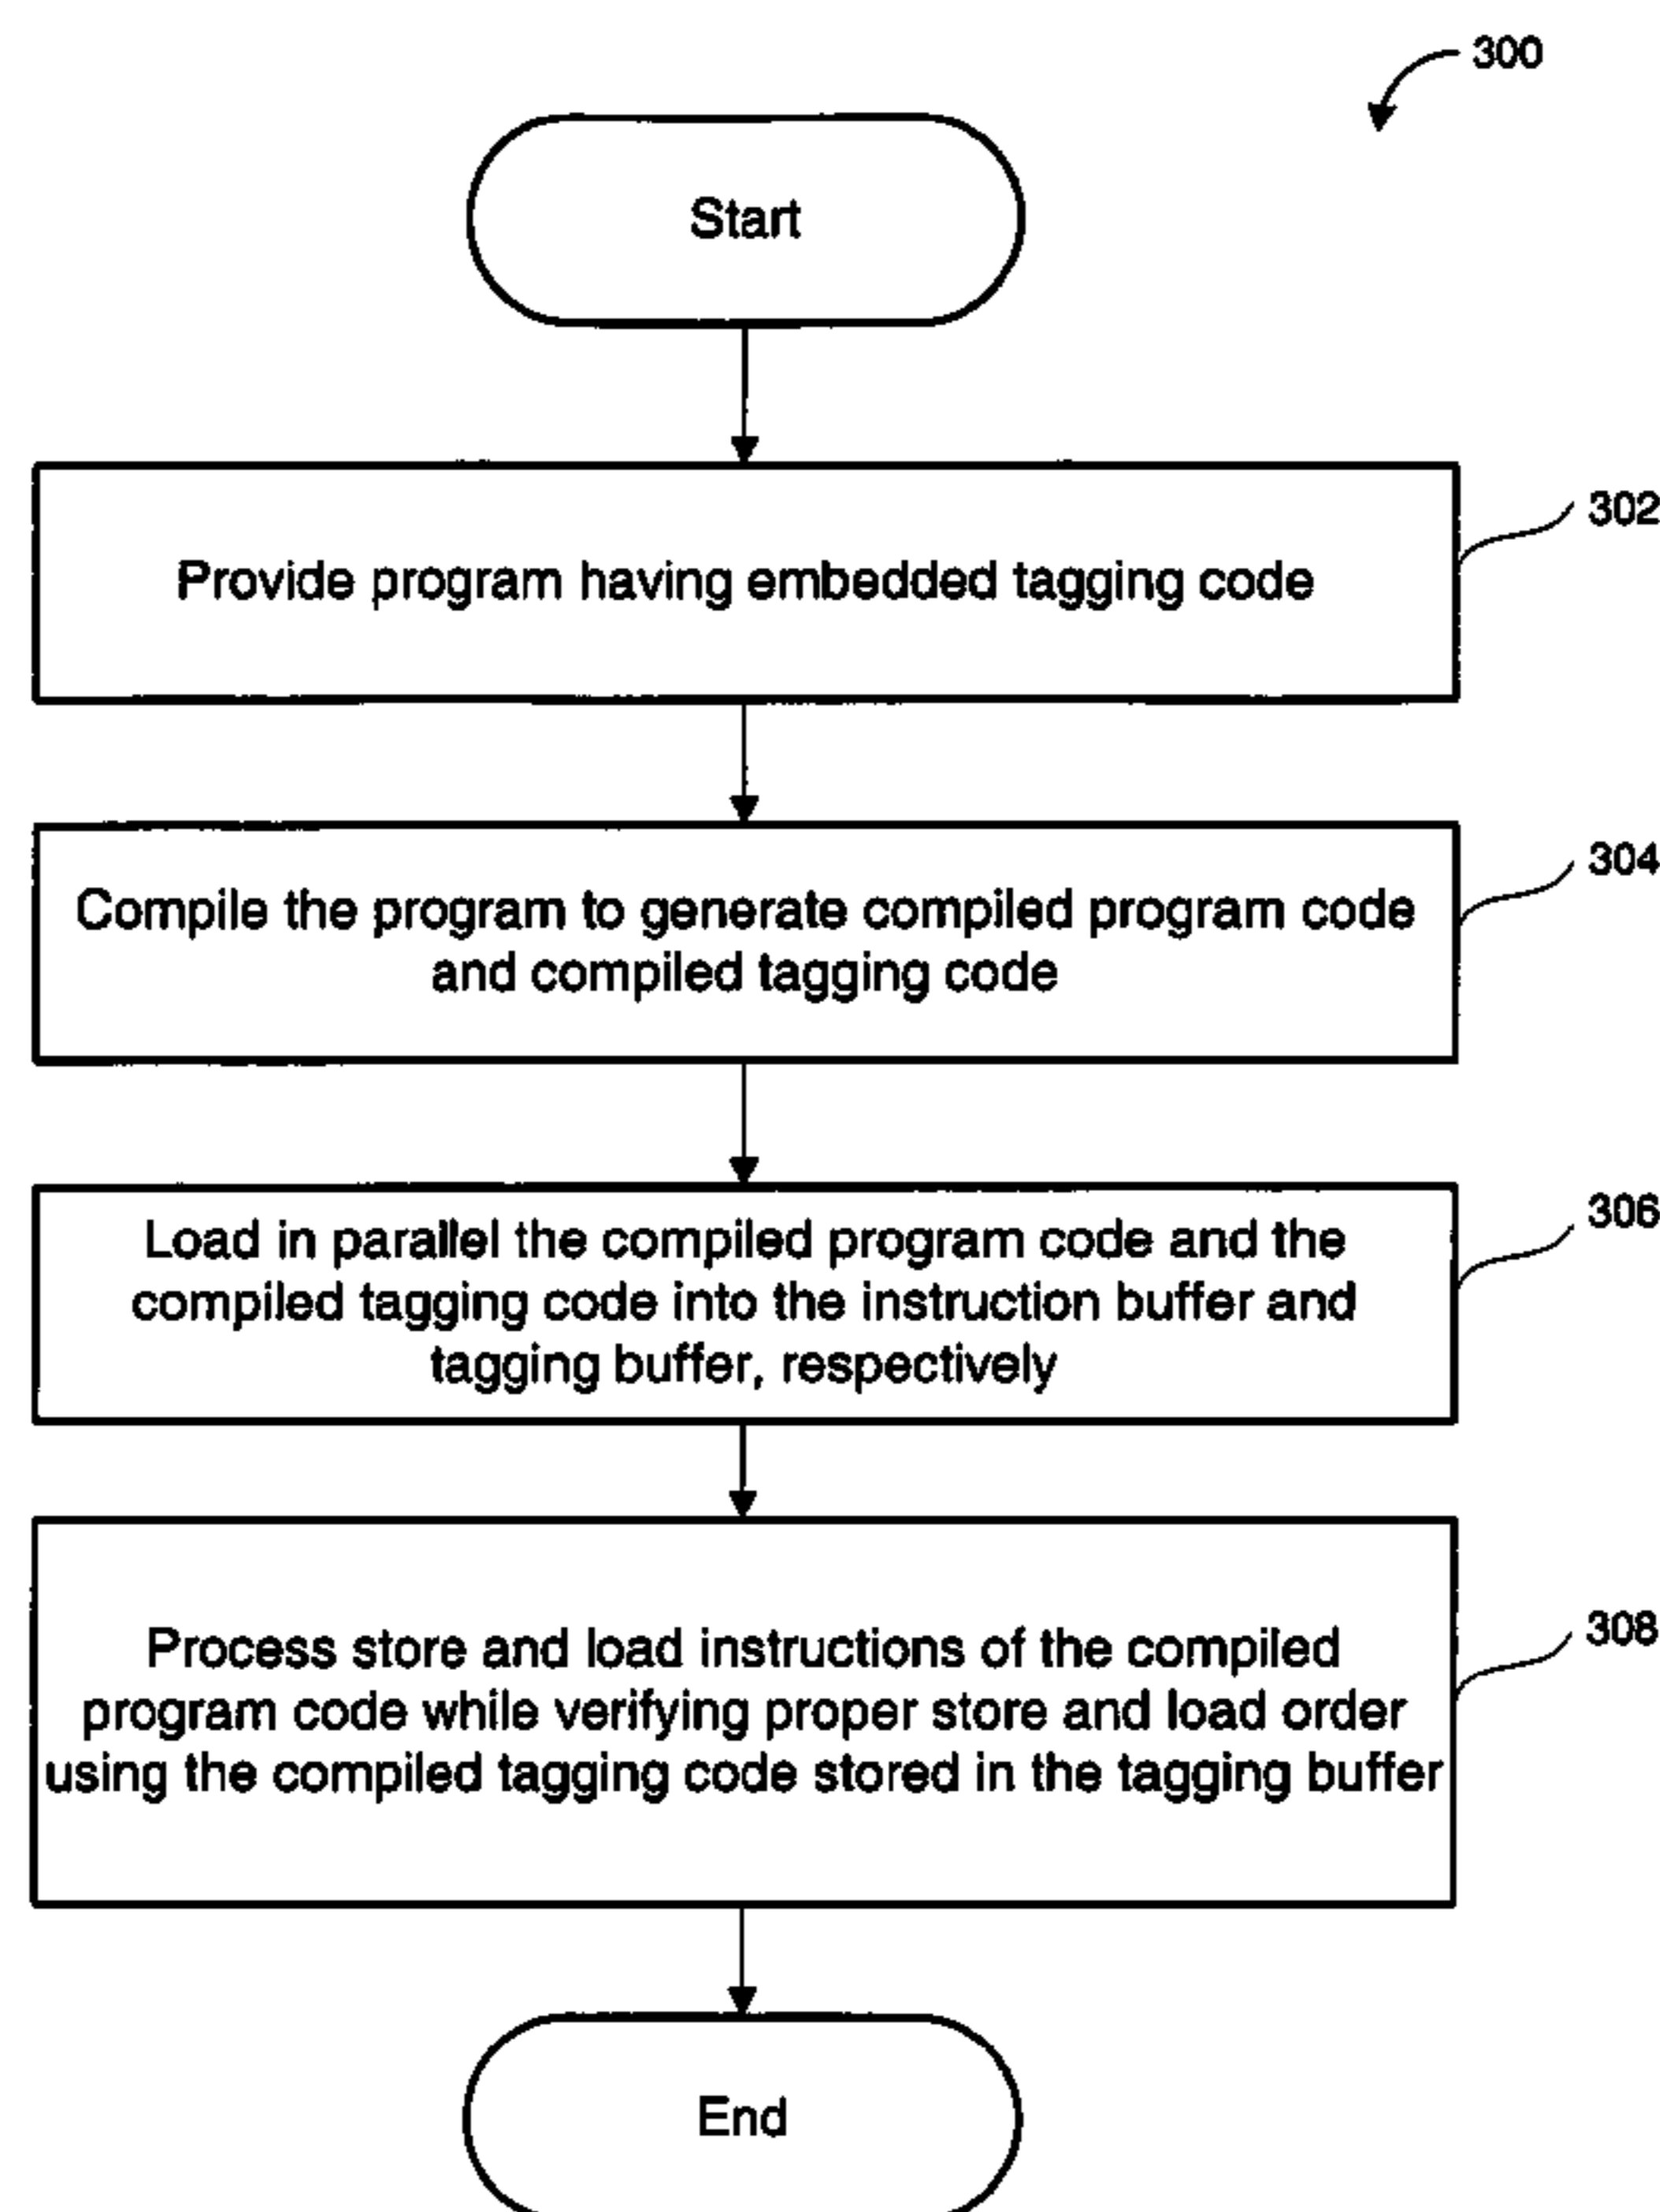 300
Start
302
Provide program having embedded tagging code
304
Compile the program to generate compiled program code
and compiled tagging code
306
Load in parallel the compiled program code and the
compiled tagging code into the instruction buffer and
tagging buffer, respectively
308
Process store and load instructions of the compiled
program code while verifying proper store and load order
using the compiled tagging code stored in the tagging buffer
End